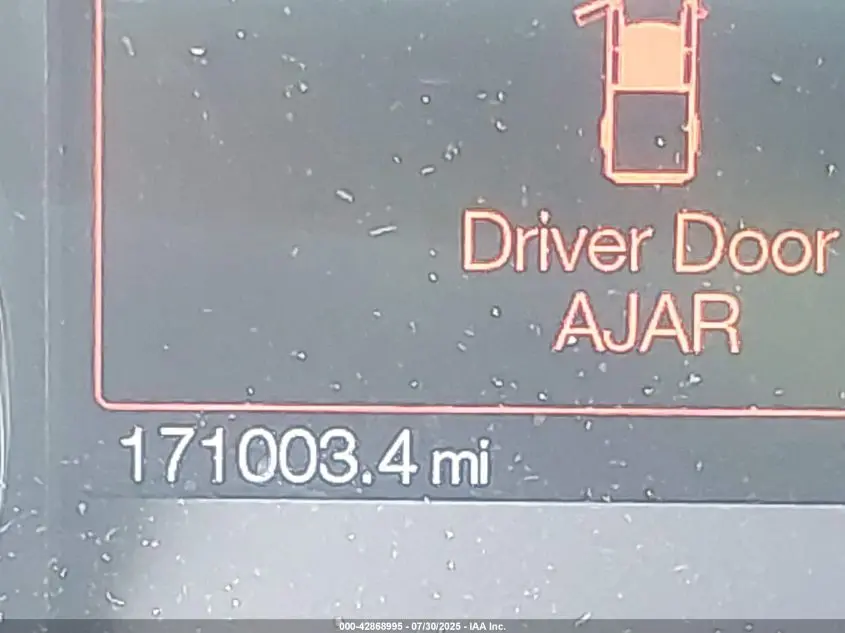 Driver Door
AJAR
171003.4 mi
000-42868995 - 07/30/2025 - IAA Inc.